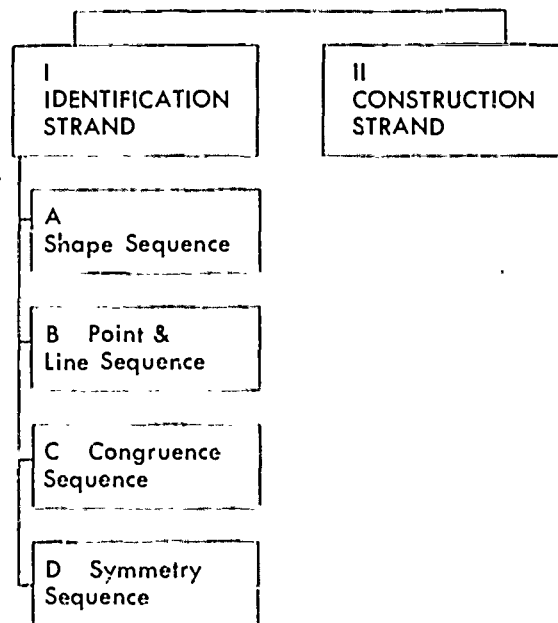 I
IDENTIFICATION
STRAND
II
CONSTRUCTION
STRAND
A
Shape Sequence
B Point &
Line Sequence
C Congruence
Sequence
D Symmetry
Sequence